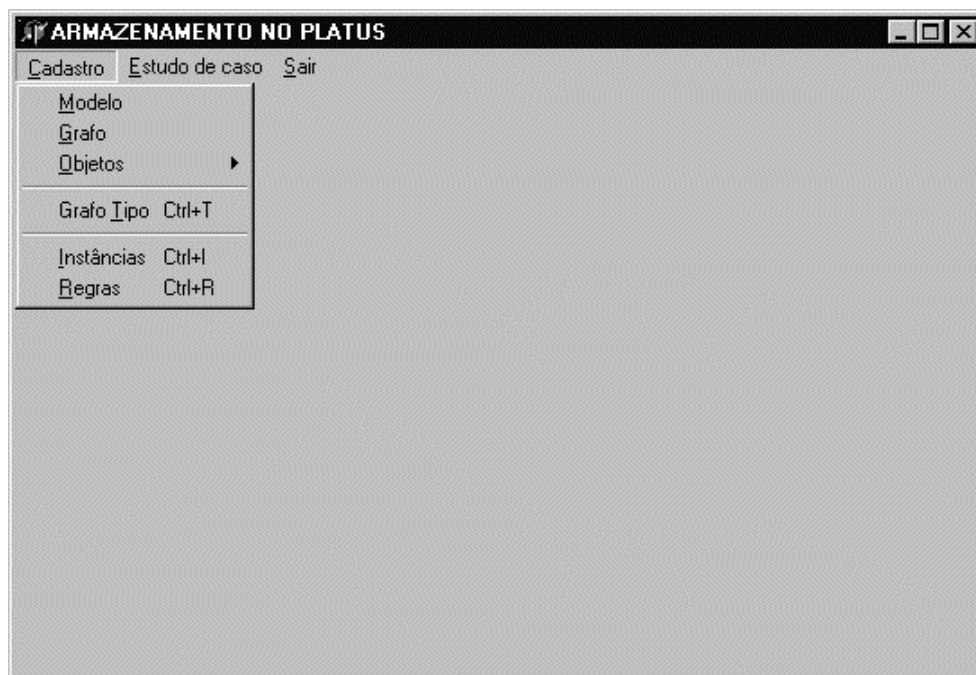 ARMAZENAMENTO NO PLATUS
Cadastro Estudo de caso Sair
Modelo
Grafo
Objetos
Grafo Tipo Ctrl+T
Instâncias Ctrl+I
Regras Ctrl+R